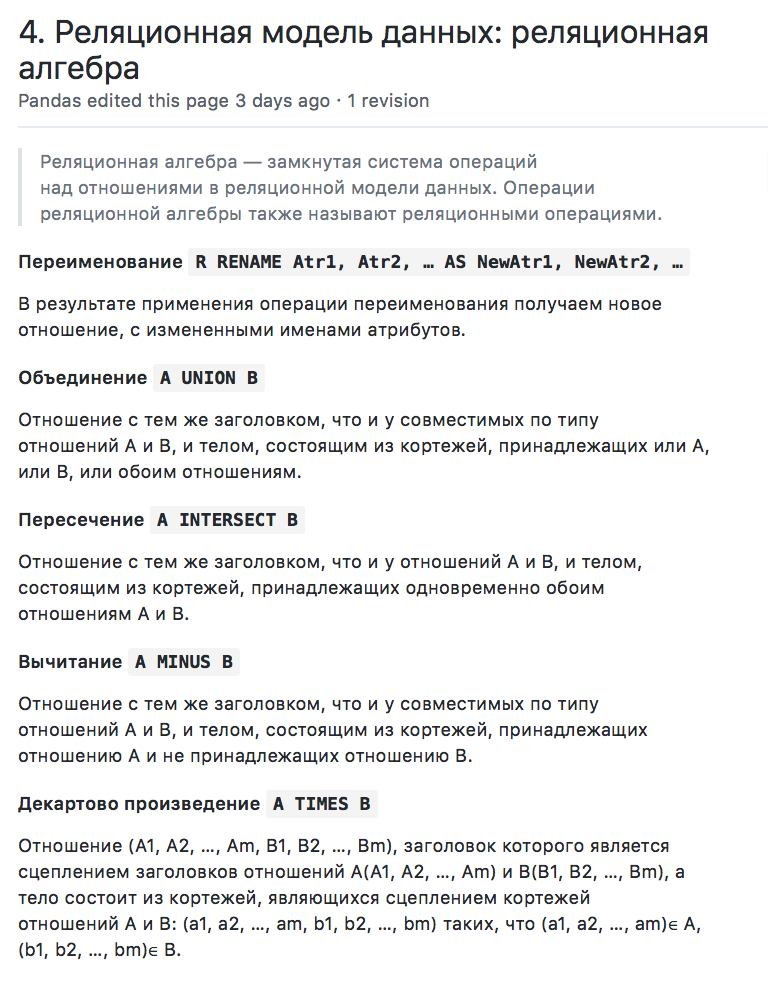 4. Реляционная модель данных: реляционная
алгебра
Pandas edited this page 3 days ago · 1 revision
Реляционная алгебра — замкнутая система операций
над отношениями в реляционной модели данных. Операции
реляционной алгебры также называют реляционными операциями.
Переименование R RENAME Atr1, Atr2, … AS NewAtr1, NewAtr2, …
В результате применения операции переименования получаем новое
отношение, с измененными именами атрибутов.
Объединение A UNION B
Отношение с тем же заголовком, что и у совместимых по типу
отношений A и B, и телом, состоящим из кортежей, принадлежащих или A,
или B, или обоим отношениям.
Пересечение A INTERSECT B
Отношение с тем же заголовком, что и у отношений A и B, и телом,
состоящим из кортежей, принадлежащих одновременно обоим
отношениям A и B.
Вычитание A MINUS B
Отношение с тем же заголовком, что и у совместимых по типу
отношений A и B, и телом, состоящим из кортежей, принадлежащих
отношению A и не принадлежащих отношению B.
Декартово произведение A TIMES B
Отношение (A1, A2, …, Am, B1, B2, …, Bm), заголовок которого является
сцеплением заголовков отношений A(A1, A2, …, Am) и B(B1, B2, …, Bm), а
тело состоит из кортежей, являющихся сцеплением кортежей
отношений A и B: (a1, a2, …, am, b1, b2, …, bm) таких, что (a1, a2, …, am)∈ A,
(b1, b2, …, bm)∈ B.